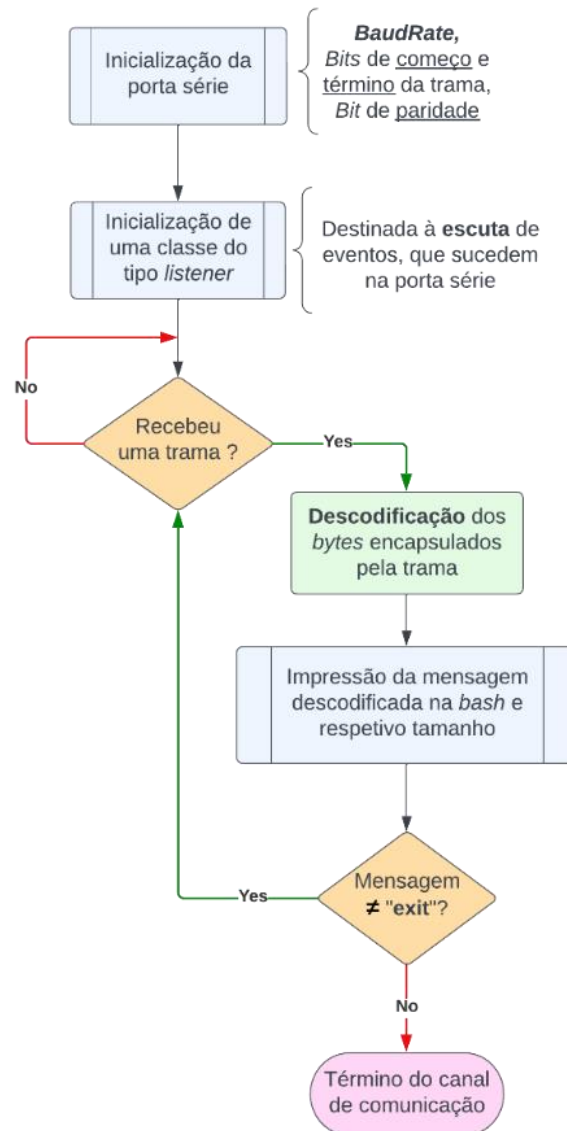 Inicialização da
porta série
BaudRate,
Bits de começo e
término da trama,
Bit de paridade
Inicialização de
uma classe do
tipo listener
Destinada à escuta de
eventos, que sucedem
na porta série
No
Recebeu
uma trama ?
Yes
Descodificação dos
bytes encapsulados
pela trama
Impressão da mensagem
descodificada na bash e
respetivo tamanho
Yes
Mensagem
≠ "exit"?
No
Término do canal
de comunicação